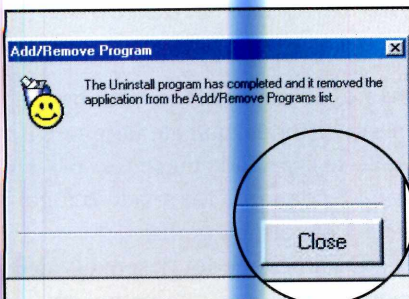 Add/Remove Program
The Uninstall program has completed and it removed the
application from the Add/Remove Programs list.
Close